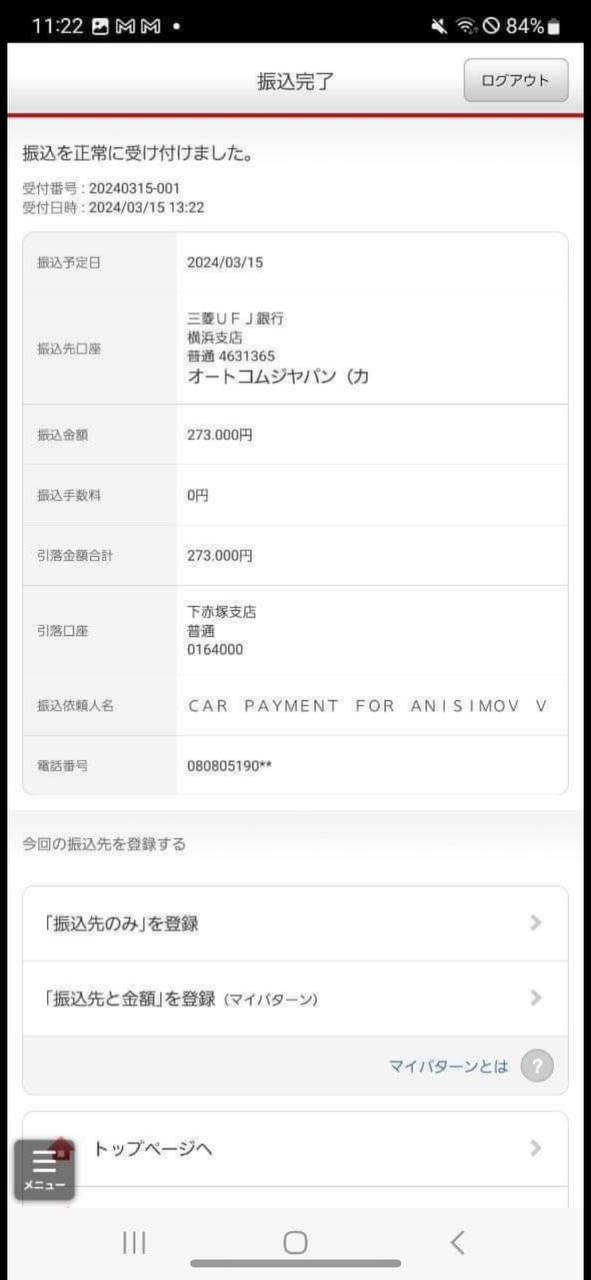 11:22 84%
振込完了
ログアウト
振込を正常に受け付けました。
受付番号 : 20240315-001
受付日時 : 2024/03/15 13:22
振込予定日 2024/03/15
振込先口座
三菱ＵＦＪ銀行
横浜支店
普通 4631365
オートコムジヤパン（カ
振込金額 273.000円
振込手数料 0円
引落金額合計 273.000円
引落口座
下赤塚支店
普通
0164000
振込依頼人名 ＣＡＲ　ＰＡＹＭＥＮＴ　ＦＯＲ　ＡＮＩＳＩＭＯＶ　Ｖ
電話番号 080805190**
今回の振込先を登録する
「振込先のみ」を登録
「振込先と金額」を登録（マイパターン）
マイパターンとは ?
トップページへ
メニュー